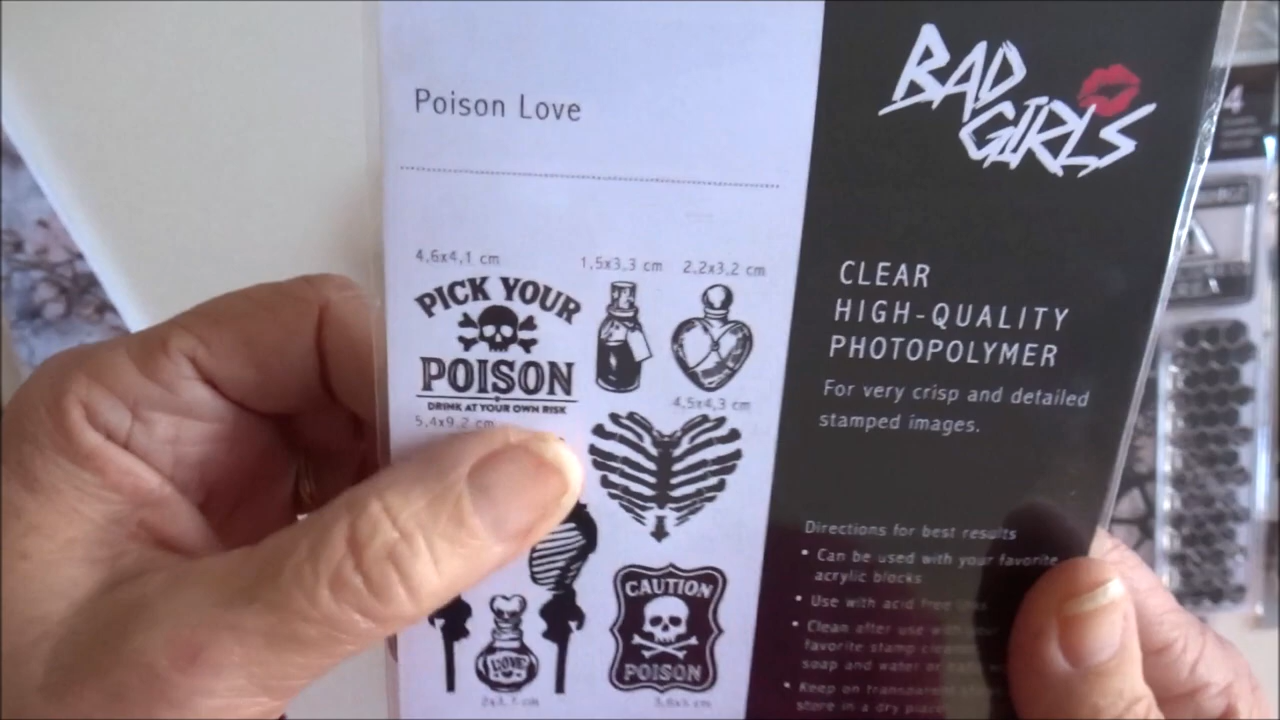 Poison Love
BAD
GIRLS
4,6x4,1 cm
1,5x3,3 cm
2,2x3,2 cm
PICK YOUR
POISON
DRINK AT YOUR OWN RISK
5,4x9,2 cm
4,5x4,3 cm
LOVE
CAUTION
POISON
CLEAR
HIGH-QUALITY
PHOTOPOLYMER
For very crisp and detailed
stamped images.
Directions for best results
• Can be used with your favorite
acrylic blocks
• Use with acid free
• Clean after use with your
favorite stamp
soap and water or
• Keep on transparent
store in a dry place
4